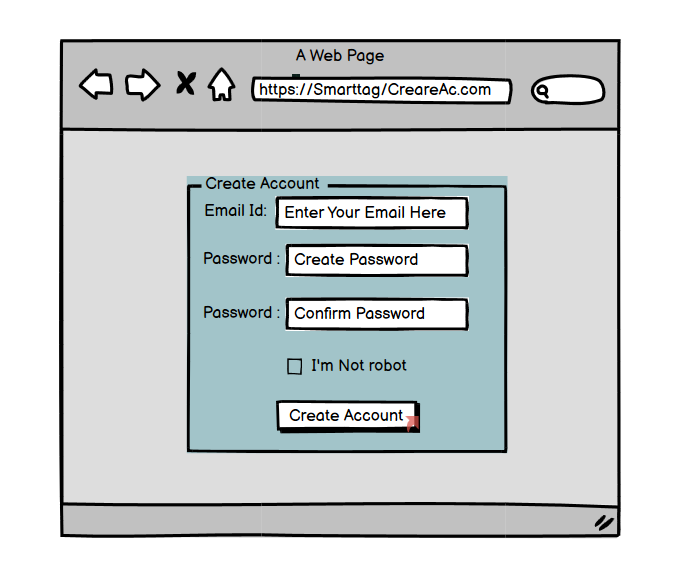 A Web Page
https://Smarttag/CreareAc.com
Create Account
Email Id: Enter Your Email Here
Password : Create Password
Password : Confirm Password
I'm Not robot
Create Account